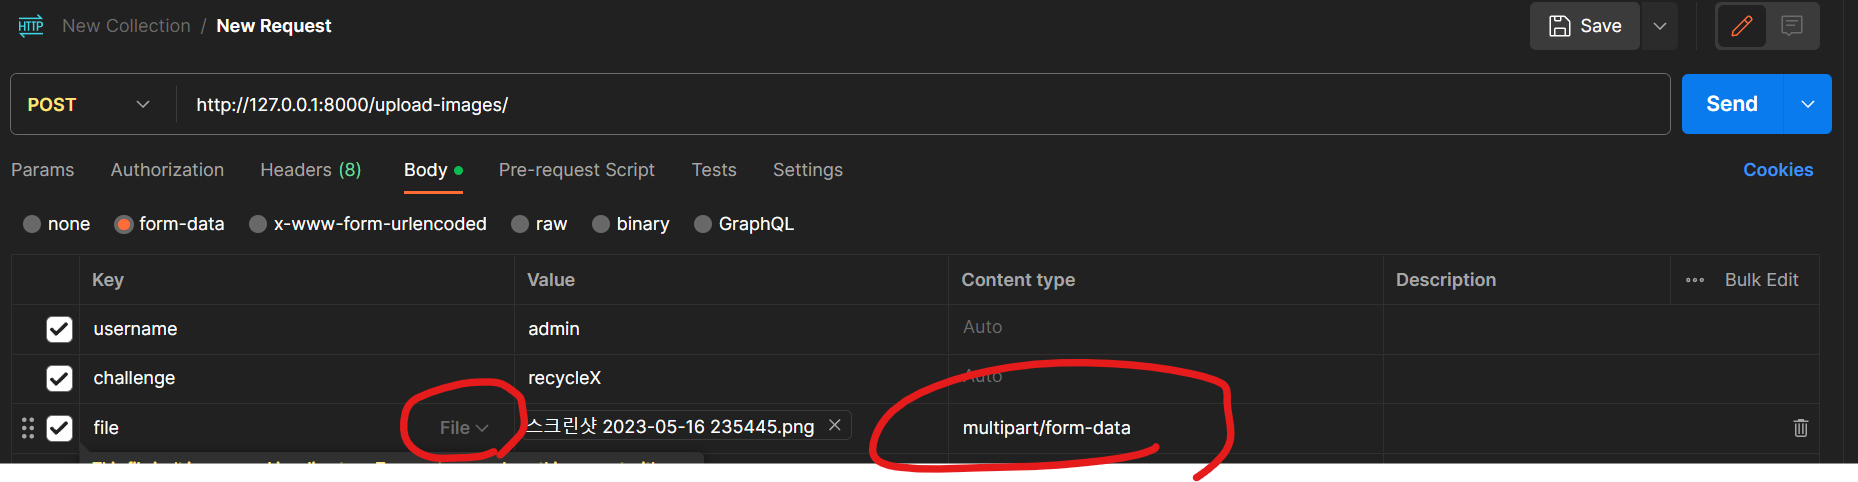 HTTP New Collection / New Request Save
POST http://127.0.0.1:8000/upload-images/ Send
Params Authorization Headers (8) Body Pre-request Script Tests Settings Cookies
none form-data x-www-form-urlencoded raw binary GraphQL
Key Value Content type Description Bulk Edit
username admin Auto
challenge recycleX Auto
file File 스크린샷 2023-05-16 235445.png multipart/form-data